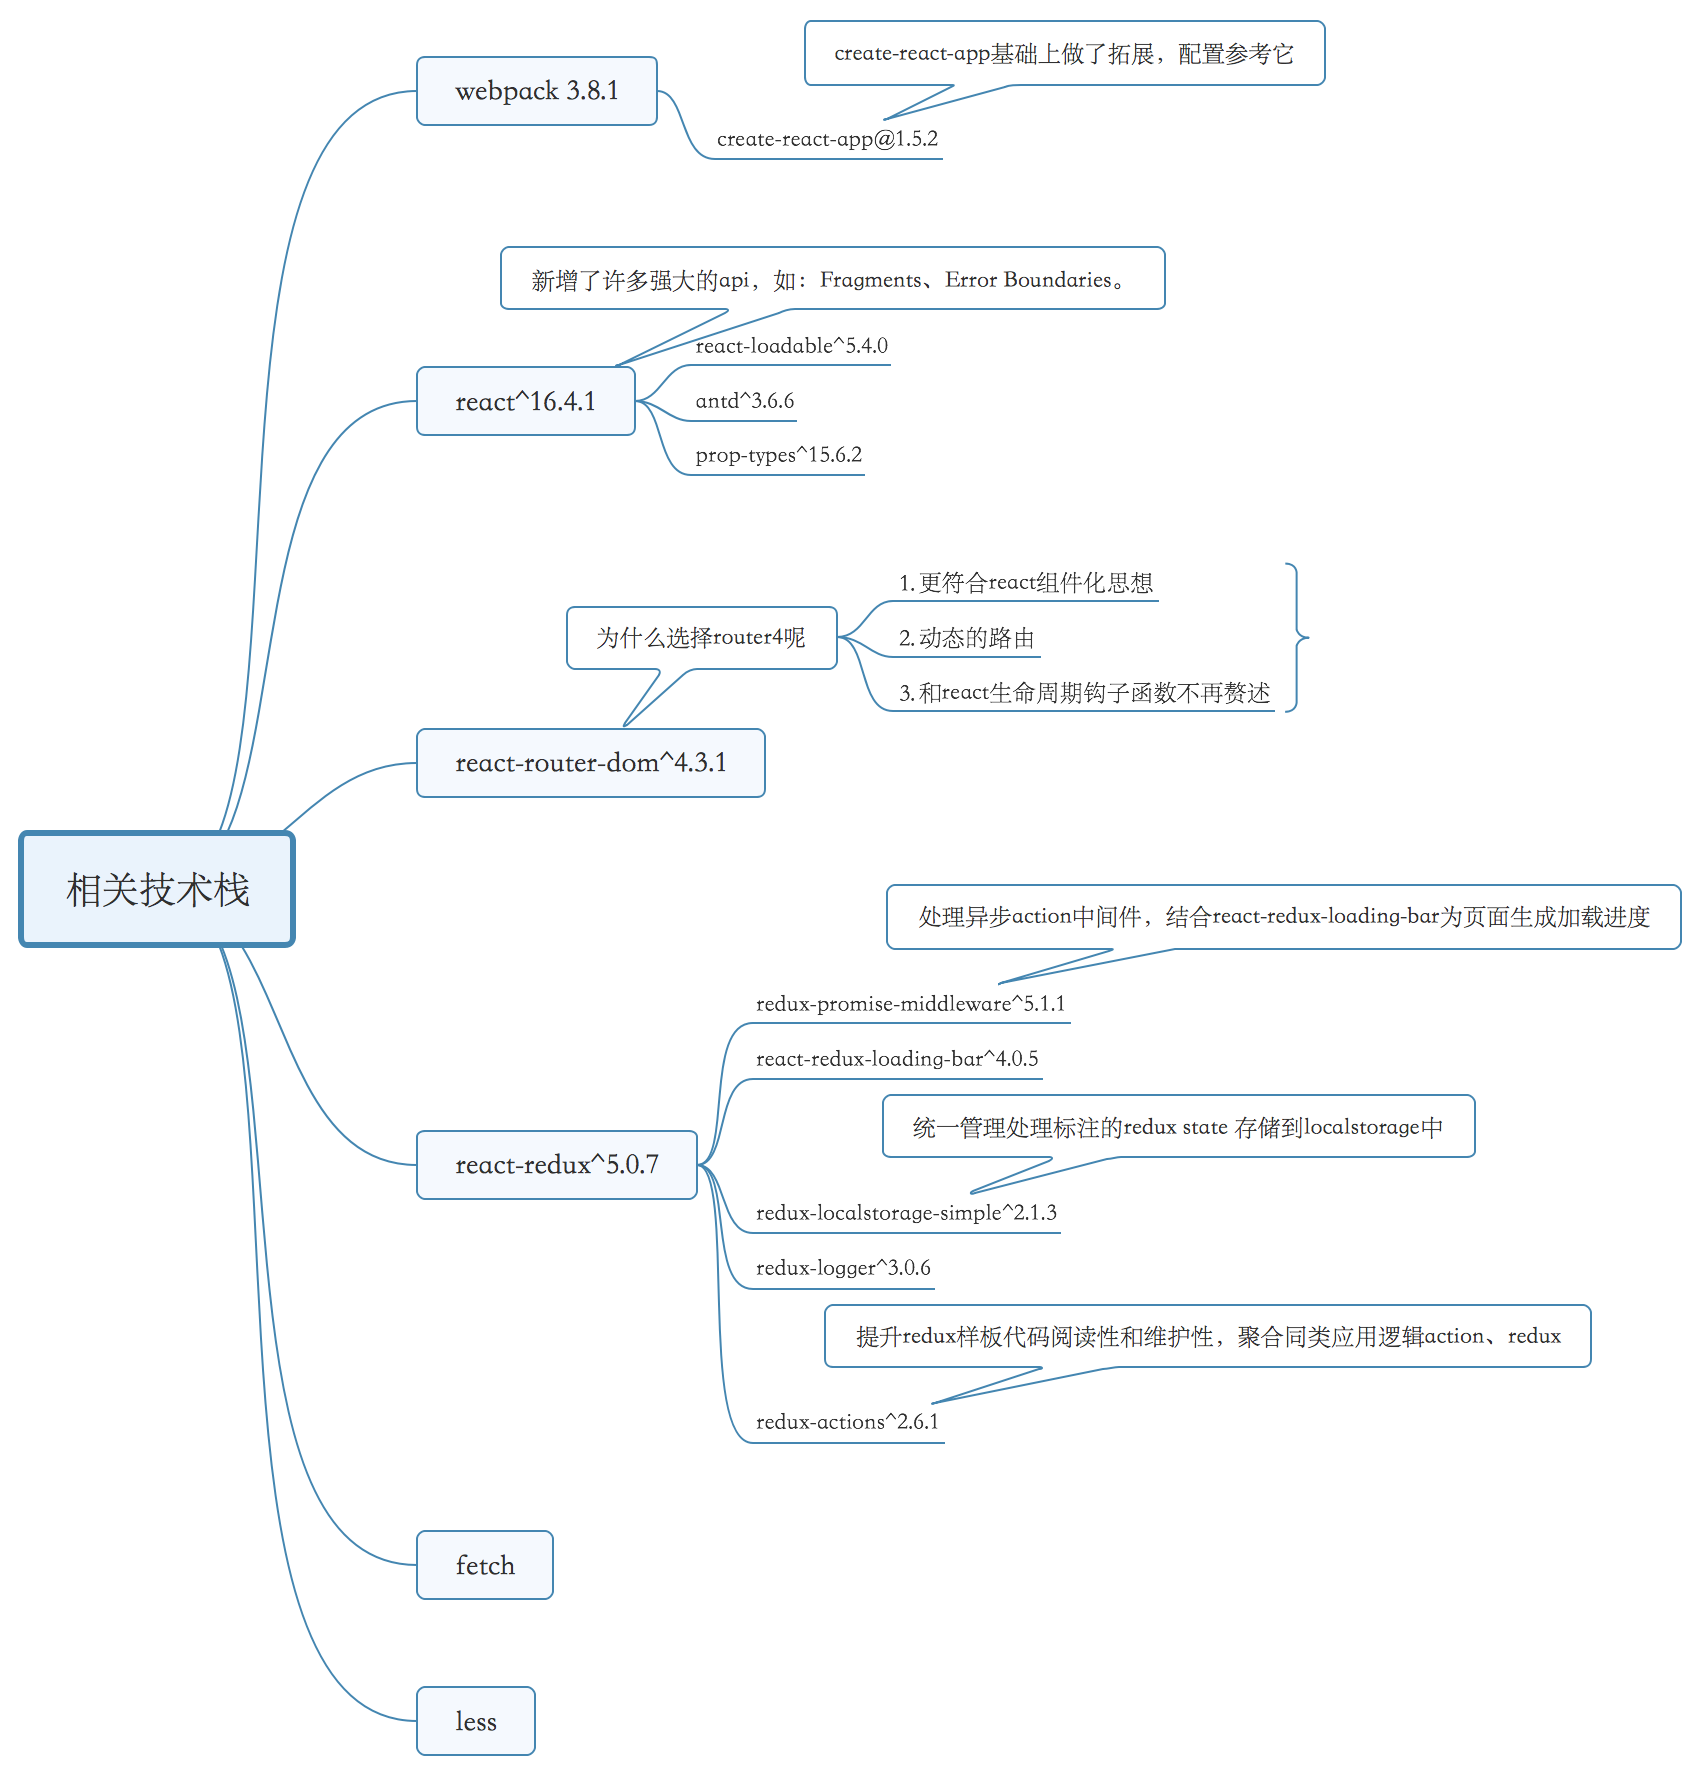 create-react-app基础上做了拓展，配置参考它
webpack 3.8.1
create-react-app@1.5.2
新增了许多强大的api，如：Fragments、Error Boundaries。
react-loadable^5.4.0
react^16.4.1
antd^3.6.6
prop-types^15.6.2
1. 更符合react组件化思想
为什么选择router4呢
2. 动态的路由
3. 和react生命周期钩子函数不再赘述
react-router-dom^4.3.1
相关技术栈
处理异步action中间件，结合react-redux-loading-bar为页面生成加载进度
redux-promise-middleware^5.1.1
react-redux-loading-bar^4.0.5
统一管理处理标注的redux state 存储到localstorage中
react-redux^5.0.7
redux-localstorage-simple^2.1.3
redux-logger^3.0.6
提升redux样板代码阅读性和维护性，聚合同类应用逻辑action、redux
redux-actions^2.6.1
fetch
less